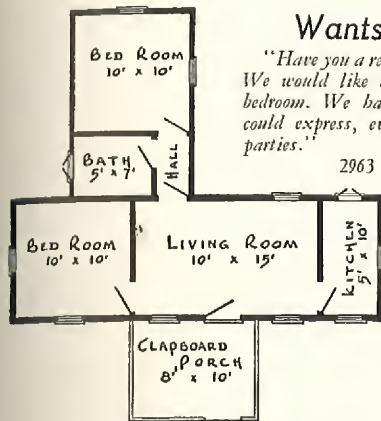 Wants
"Have you a re
We would like
bedroom. We ha
could express, ev
parties."
2963
BED ROOM
10' x 10'
BATH
5' x 7'
HALL
BED ROOM
10' x 10'
LIVING ROOM
10' x 15'
KITCHEN
5' x 10'
CLAPBOARD
PORCH
8' x 10'